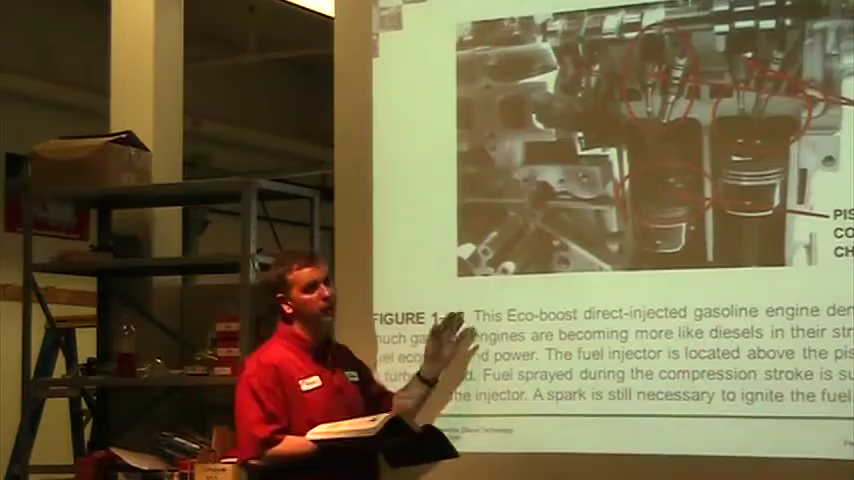 PIS
CO
CH
FIGURE 1- This Eco-boost direct-injected gasoline engine den
much ga engines are becoming more like diesels in their str
uel eco nd power. The fuel injector is located above the pis
turb d. Fuel sprayed during the compression stroke is su
he injector. A spark is still necessary to ignite the fuel